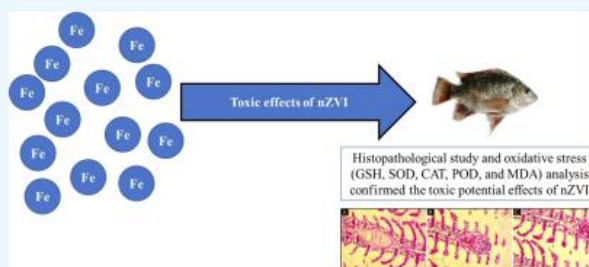 Fe
Fe
Fe
Fe
Fe
Fe
Fe
Fe
Fe
Fe
Fe
Fe
Fe
Toxic effects of nZVI
Histopathological study and oxidative stress
(GSH, SOD, CAT, POD, and MDA) analysis
confirmed the toxic potential effects of nZVI